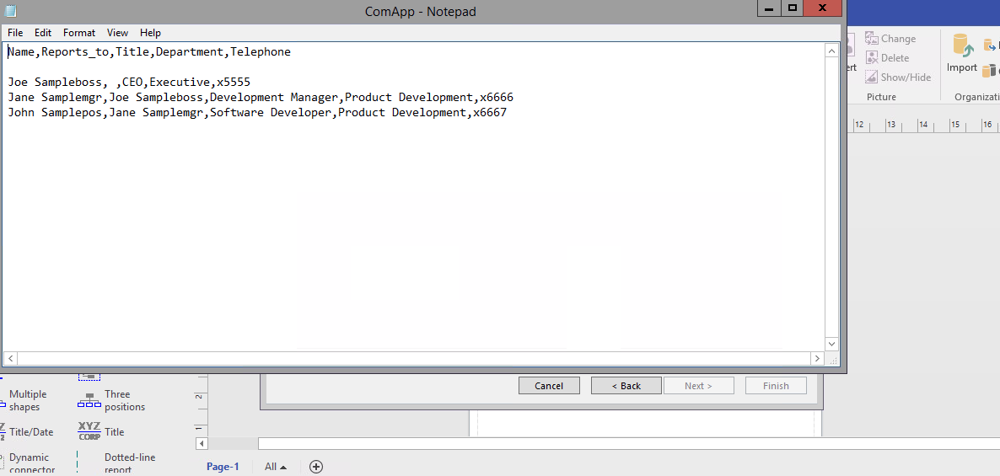 ComApp - Notepad
File Edit Format View Help
Name,Reports_to,Title,Department,Telephone
Joe Sampleboss, ,CEO,Executive,x5555
Jane Samplemgr,Joe Sampleboss,Development Manager,Product Development,x6666
John Samplepos,Jane Samplemgr,Software Developer,Product Development,x6667
Change
Delete
Show/Hide
Picture
Import
12 13 14 15 16
Cancel < Back Next > Finish
Multiple shapes
Three positions
2
1
Title/Date
XYZ CORP Title
Dynamic connector
Dotted-line report
Page-1 All